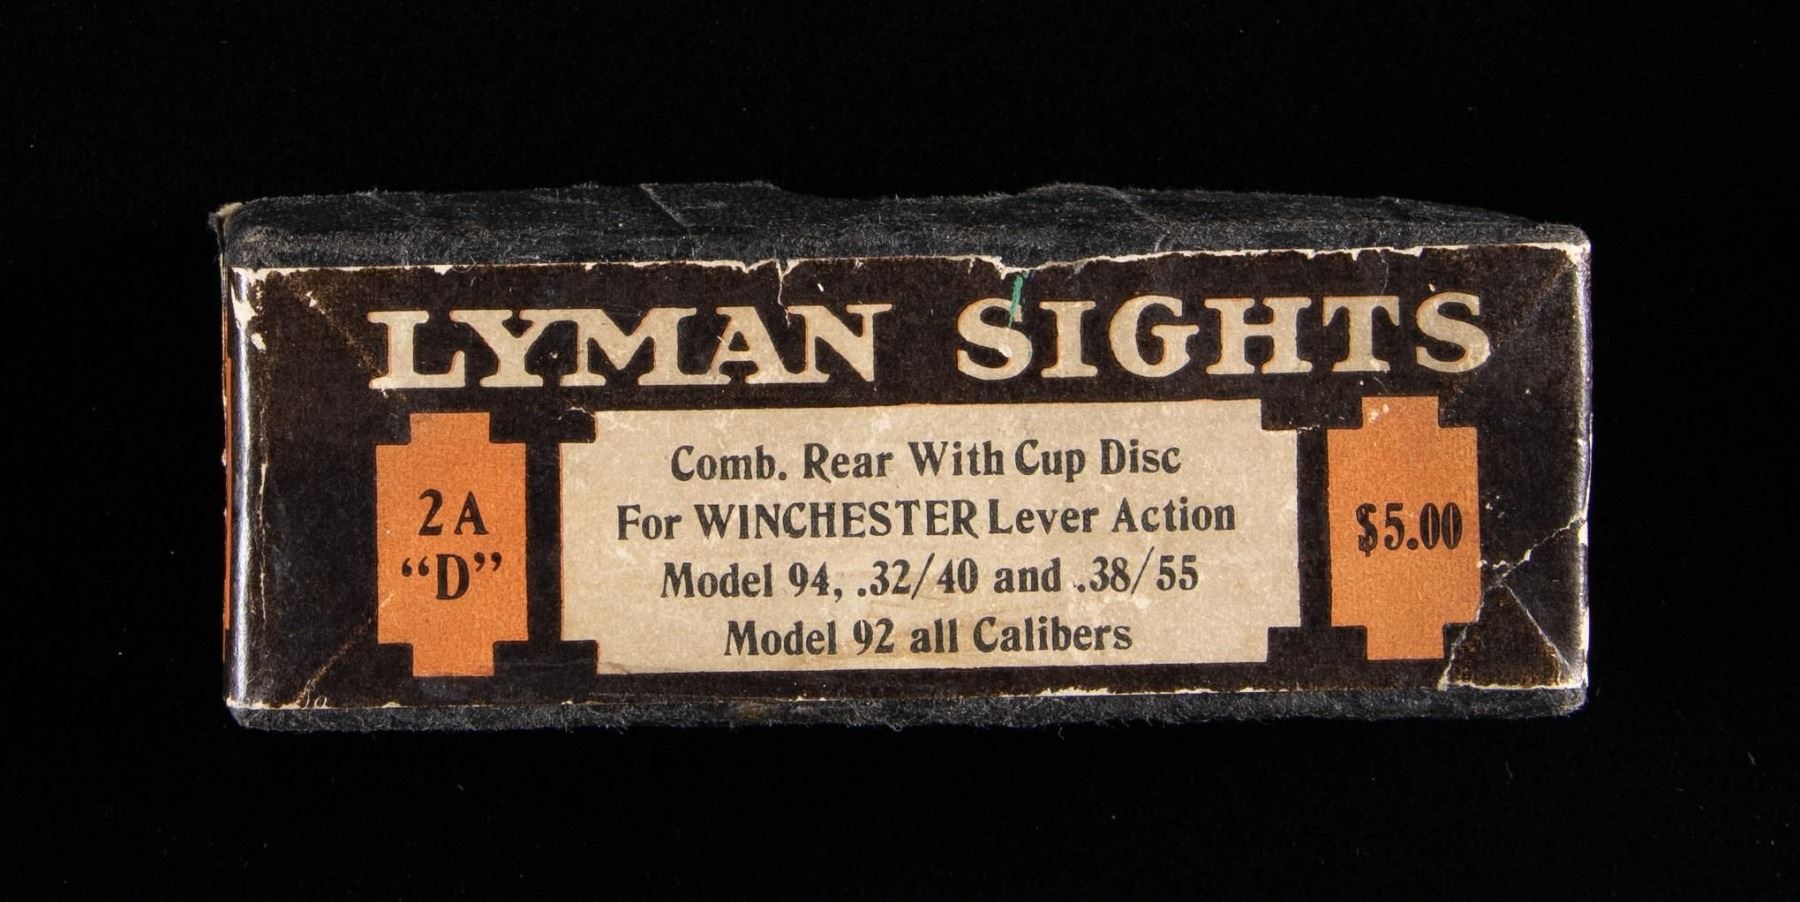 LYMAN SIGHTS
2 A
"D"
Comb. Rear With Cup Disc
For WINCHESTER Lever Action
Model 94, .32/40 and .38/55
Model 92 all Calibers
$5.00